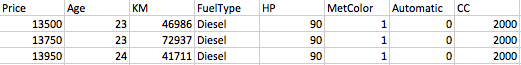 Price Age KM FuelType HP MetColor Automatic CC
13500 23 46986 Diesel 90 1 0 2000
13750 23 72937 Diesel 90 1 0 2000
13950 24 41711 Diesel 90 1 0 2000